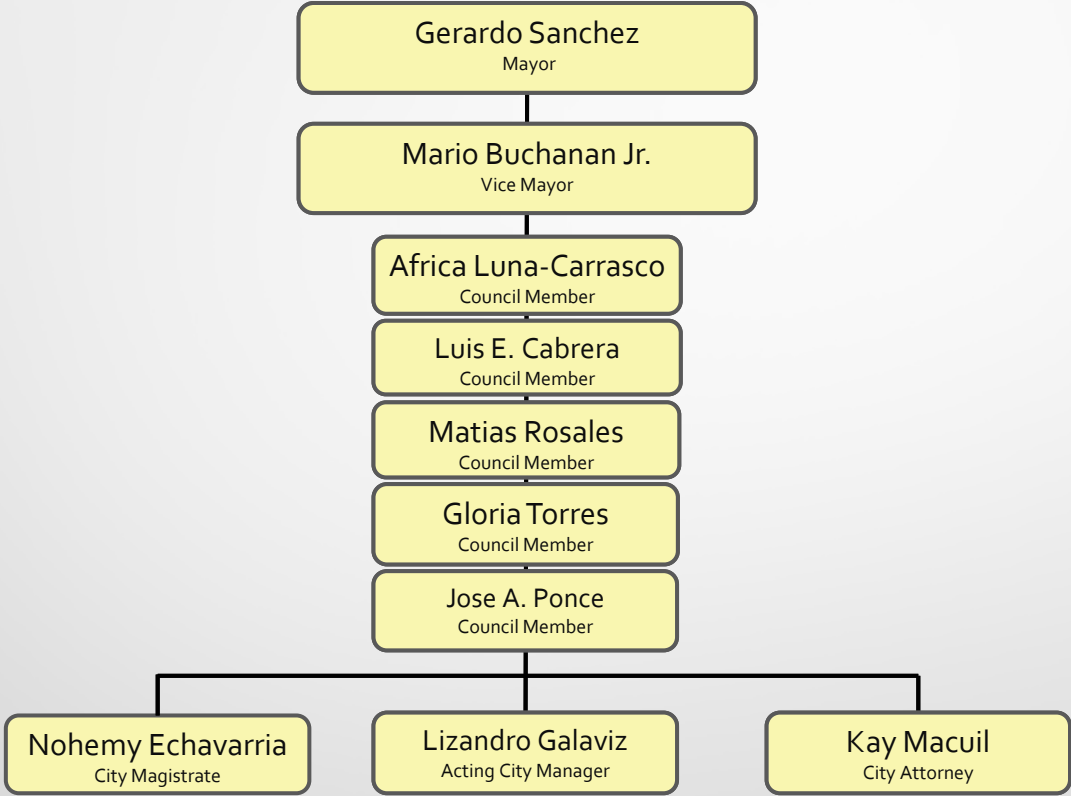 Gerardo Sanchez
Mayor
Mario Buchanan Jr.
Vice Mayor
Africa Luna-Carrasco
Council Member
Luis E. Cabrera
Council Member
Matias Rosales
Council Member
Gloria Torres
Council Member
Jose A. Ponce
Council Member
Nohemy Echavarria
City Magistrate
Lizandro Galaviz
Acting City Manager
Kay Macuil
City Attorney